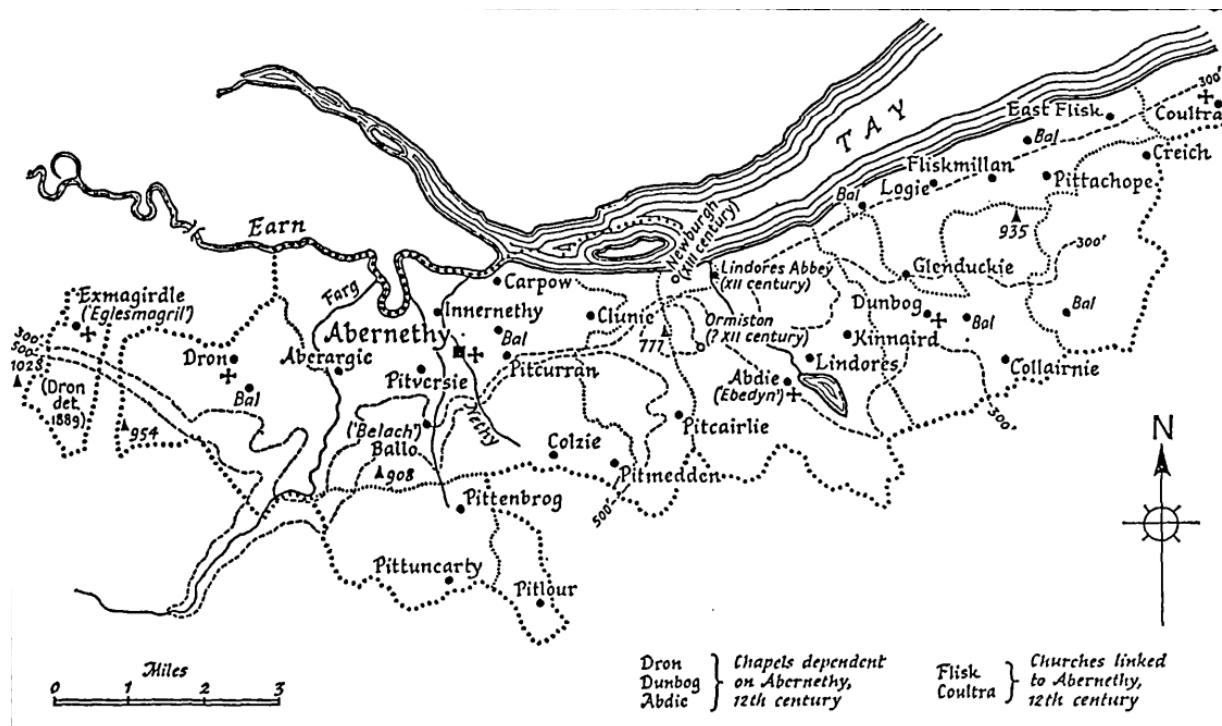 300'
Coultra
East Flisk
TAY
Bal
Creich
Fliskmillan
Logie
Pittachope
Bal
935
Earn
Newburgh
(XIII century)
300'
Lindores Abbey
(XII century)
Glenduckie
Farg
Carpow
Exmagirdle
('Eglesmagril')
Innernethy
Clunie
Dunbog
Bal
Bal
Abernethy
Bal
Ormiston
(? XII century)
777
Kinnaird
300'
500'
1028
Dron
Aberargie
Pitversie
Pitcurran
Lindores
Collairnie
(Dron
det.
1889)
Bal
Abdie
('Ebedyn')
954
('Belach')
Ballo
Nethy
Pitcairlie
300'
908
Colzie
Pitmedden
N
500'
Pittenbrog
Pittuncarty
Pitlour
Miles
0 1 2 3
Dron
Dunbog
Abdie
Chapels dependent
on Abernethy,
12th century
Flisk
Coultra
Churches linked
to Abernethy,
12th century